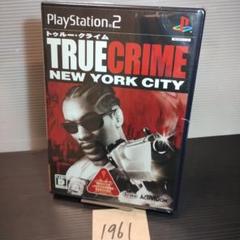 PlayStation 2
トゥルー・クライム
TRUE CRIME
NEW YORK CITY
ACTIVISION
1961